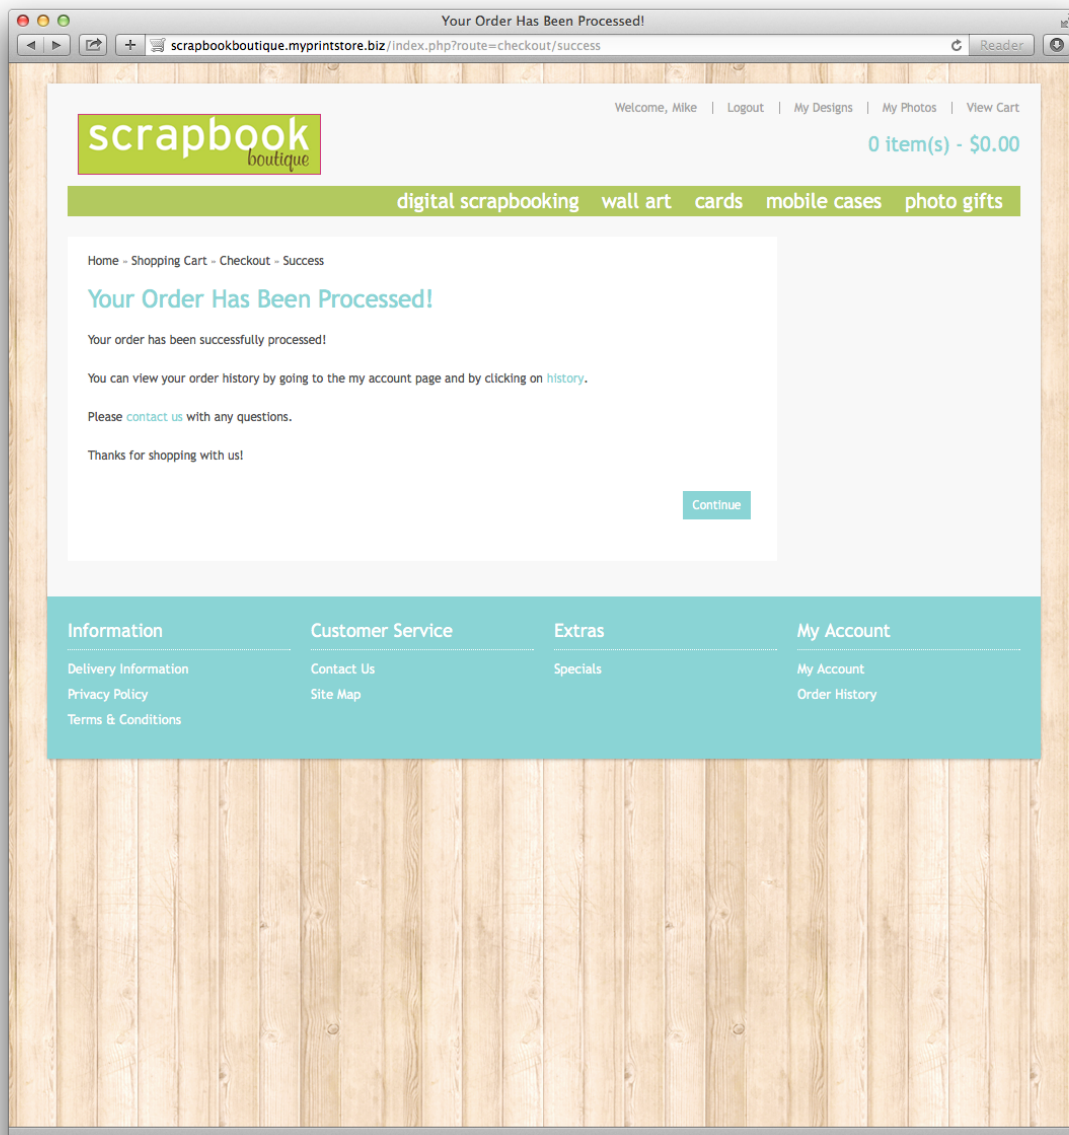 Your Order Has Been Processed!
scrapbookboutique.myprintstore.biz/index.php?route=checkout/success
Reader
Welcome, Mike | Logout | My Designs | My Photos | View Cart
scrapbook
boutique
0 item(s) - $0.00
digital scrapbooking wall art cards mobile cases photo gifts
Home - Shopping Cart - Checkout - Success
Your Order Has Been Processed!
Your order has been successfully processed!
You can view your order history by going to the my account page and by clicking on history.
Please contact us with any questions.
Thanks for shopping with us!
Continue
Information
Delivery Information
Privacy Policy
Terms & Conditions
Customer Service
Contact Us
Site Map
Extras
Specials
My Account
My Account
Order History